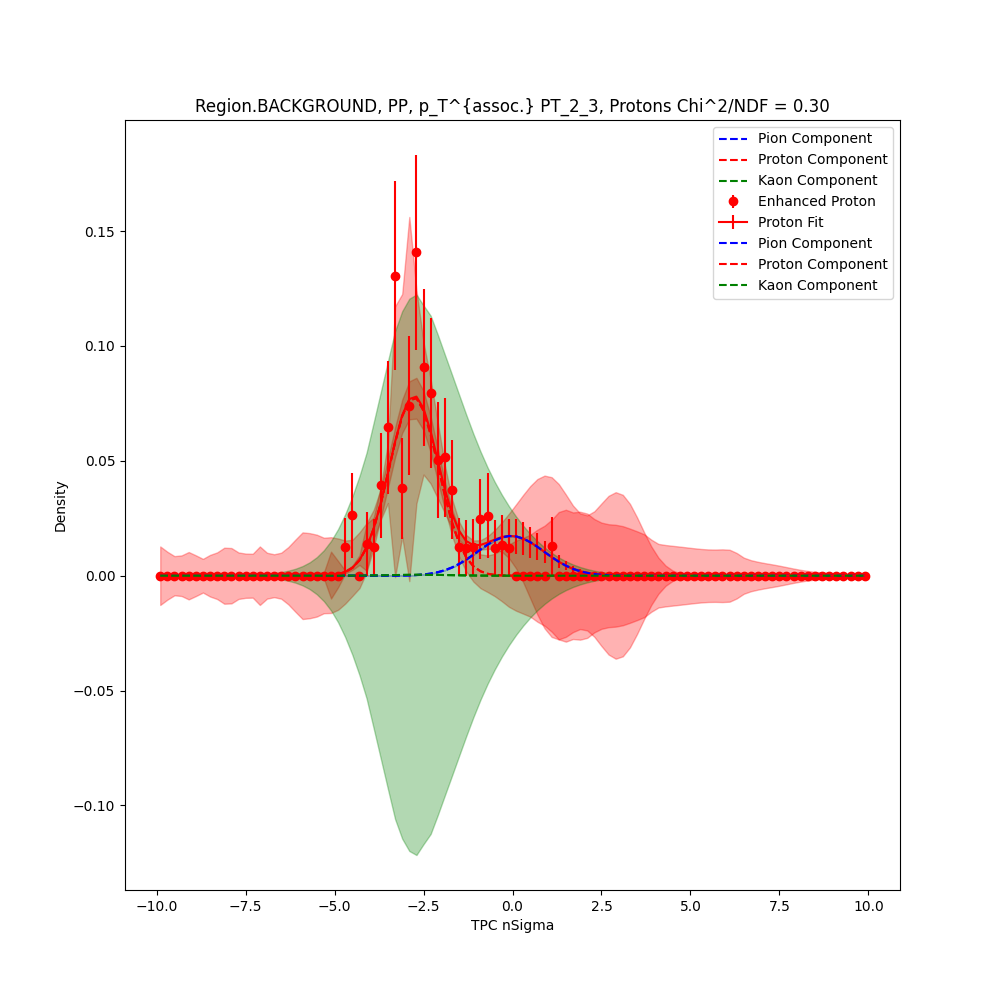 Region.BACKGROUND, PP, p_T^{assoc.} PT_2_3, Protons Chi^2/NDF = 0.30
Pion Component
Proton Component
Kaon Component
Enhanced Proton
Proton Fit
Pion Component
Proton Component
Kaon Component
Density
0.15
0.10
0.05
0.00
−0.05
−0.10
−10.0 −7.5 −5.0 −2.5 0.0 2.5 5.0 7.5 10.0
TPC nSigma